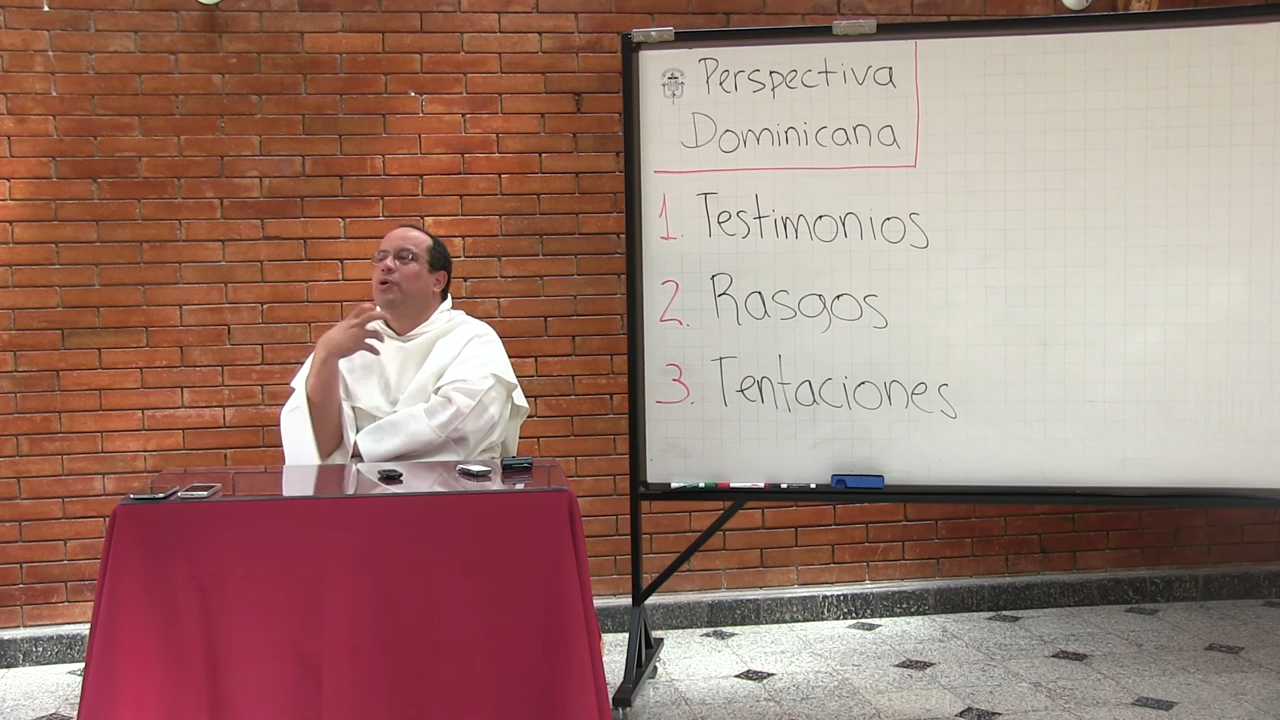 Perspectiva
Dominicana
1. Testimonios
2. Rasgos
3. Tentaciones